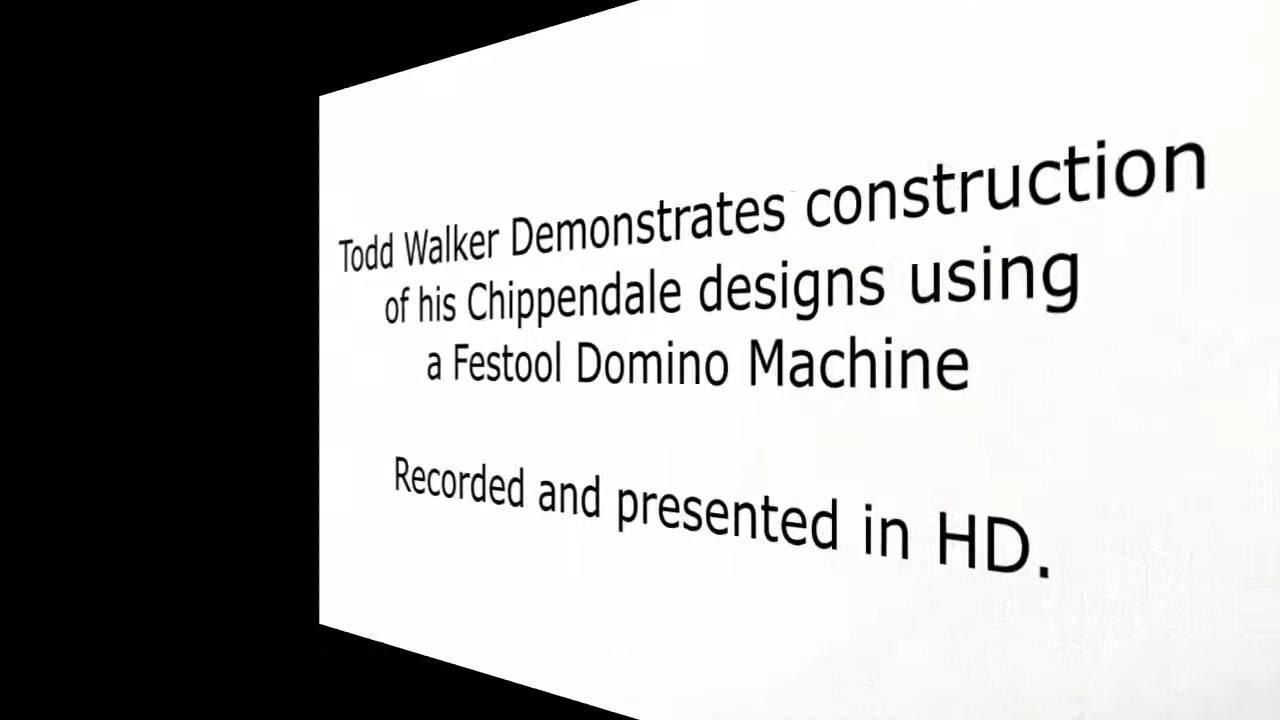 Todd Walker Demonstrates construction
of his Chippendale designs using
a Festool Domino Machine
Recorded and presented in HD.